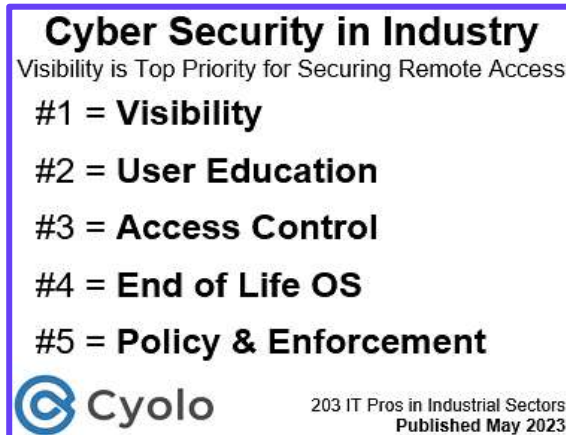 Cyber Security in Industry
Visibility is Top Priority for Securing Remote Access
#1 = Visibility
#2 = User Education
#3 = Access Control
#4 = End of Life OS
#5 = Policy & Enforcement
Cyolo
203 IT Pros in Industrial Sectors
Published May 2023